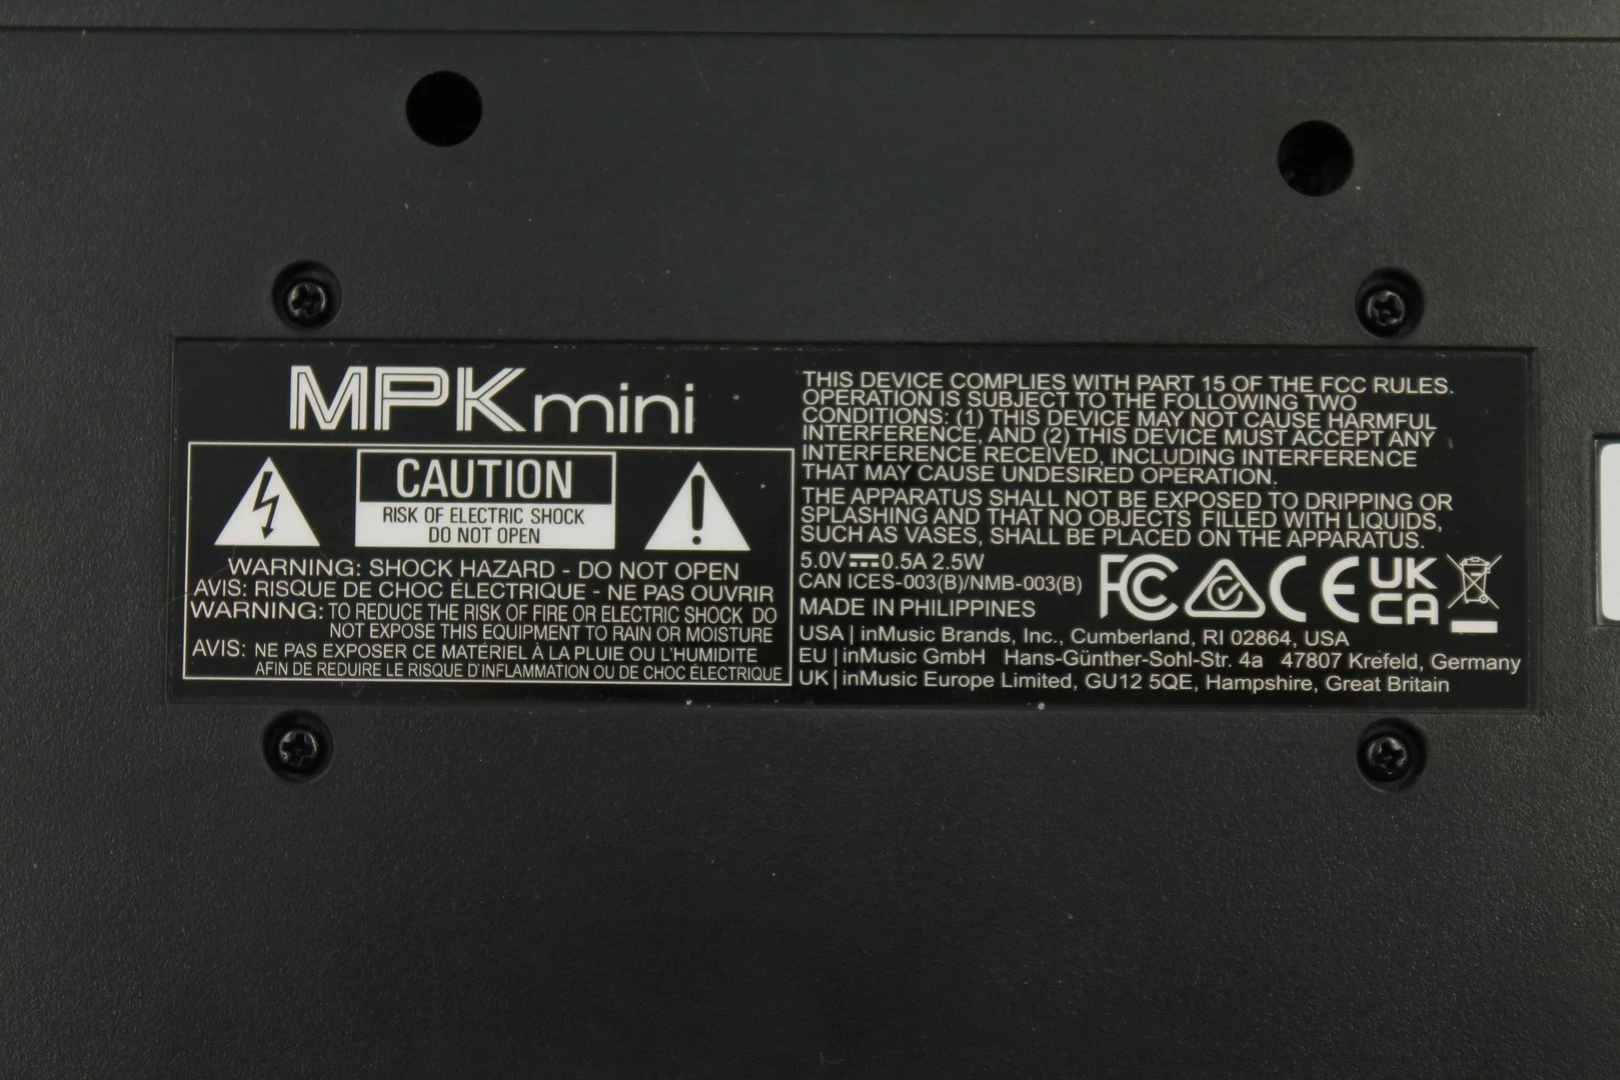 MPK mini
CAUTION
RISK OF ELECTRIC SHOCK
DO NOT OPEN
WARNING: SHOCK HAZARD - DO NOT OPEN
AVIS: RISQUE DE CHOC ÉLECTRIQUE - NE PAS OUVRIR
WARNING: TO REDUCE THE RISK OF FIRE OR ELECTRIC SHOCK DO
NOT EXPOSE THIS EQUIPMENT TO RAIN OR MOISTURE
AVIS: NE PAS EXPOSER CE MATÉRIEL À LA PLUIE OU L'HUMIDITE
AFIN DE REDUIRE LE RISQUE D'INFLAMMATION OU DE CHOC ÉLECTRIQUE
THIS DEVICE COMPLIES WITH PART 15 OF THE FCC RULES.
OPERATION IS SUBJECT TO THE FOLLOWING TWO
CONDITIONS: (1) THIS DEVICE MAY NOT CAUSE HARMFUL
INTERFERENCE, AND (2) THIS DEVICE MUST ACCEPT ANY
INTERFERENCE RECEIVED, INCLUDING INTERFERENCE
THAT MAY CAUSE UNDESIRED OPERATION.
THE APPARATUS SHALL NOT BE EXPOSED TO DRIPPING OR
SPLASHING AND THAT NO OBJECTS FILLED WITH LIQUIDS,
SUCH AS VASES, SHALL BE PLACED ON THE APPARATUS.
5.0V⎓0.5A 2.5W
CAN ICES-003(B)/NMB-003(B)
MADE IN PHILIPPINES
FC CE UK
CA
USA | inMusic Brands, Inc., Cumberland, RI 02864, USA
EU | inMusic GmbH Hans-Günther-Sohl-Str. 4a 47807 Krefeld, Germany
UK | inMusic Europe Limited, GU12 5QE, Hampshire, Great Britain